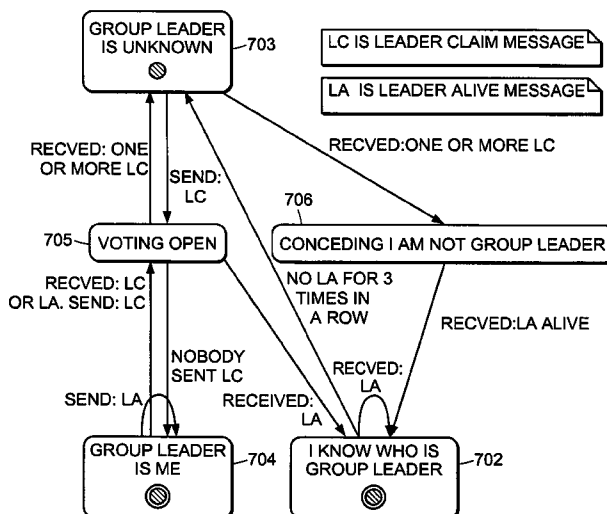 GROUP LEADER
IS UNKNOWN
703
LC IS LEADER CLAIM MESSAGE
LA IS LEADER ALIVE MESSAGE
RECVED: ONE
OR MORE LC
SEND:
LC
RECVED:ONE OR MORE LC
706
705
VOTING OPEN
CONCEDING I AM NOT GROUP LEADER
RECVED: LC
OR LA. SEND: LC
NO LA FOR 3
TIMES IN
A ROW
RECVED:LA ALIVE
NOBODY
SENT LC
SEND: LA
RECEIVED:
LA
RECVED:
LA
GROUP LEADER
IS ME
704
I KNOW WHO IS
GROUP LEADER
702